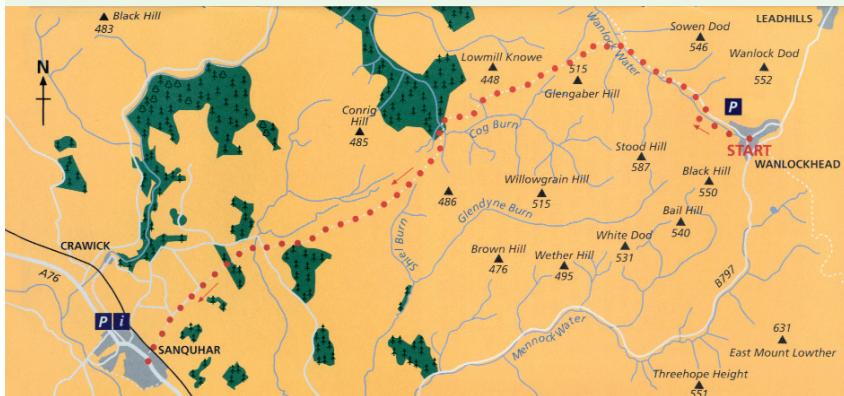 Black Hill
483
Sowen Dod
546
LEADHILLS
Wanlock Water
Lowmill Knowe
448
515
Glengaber Hill
Wanlock Dod
552
N
P
Conrig
Hill
485
Cog Burn
START
WANLOCKHEAD
Stood Hill
587
Black Hill
550
486
Willowgrain Hill
515
Glendyne Burn
Bail Hill
540
Shiel Burn
White Dod
531
Brown Hill
476
Wether Hill
495
CRAWICK
A76
B797
P i
SANQUHAR
Mennock Water
631
East Mount Lowther
Threehope Height
551